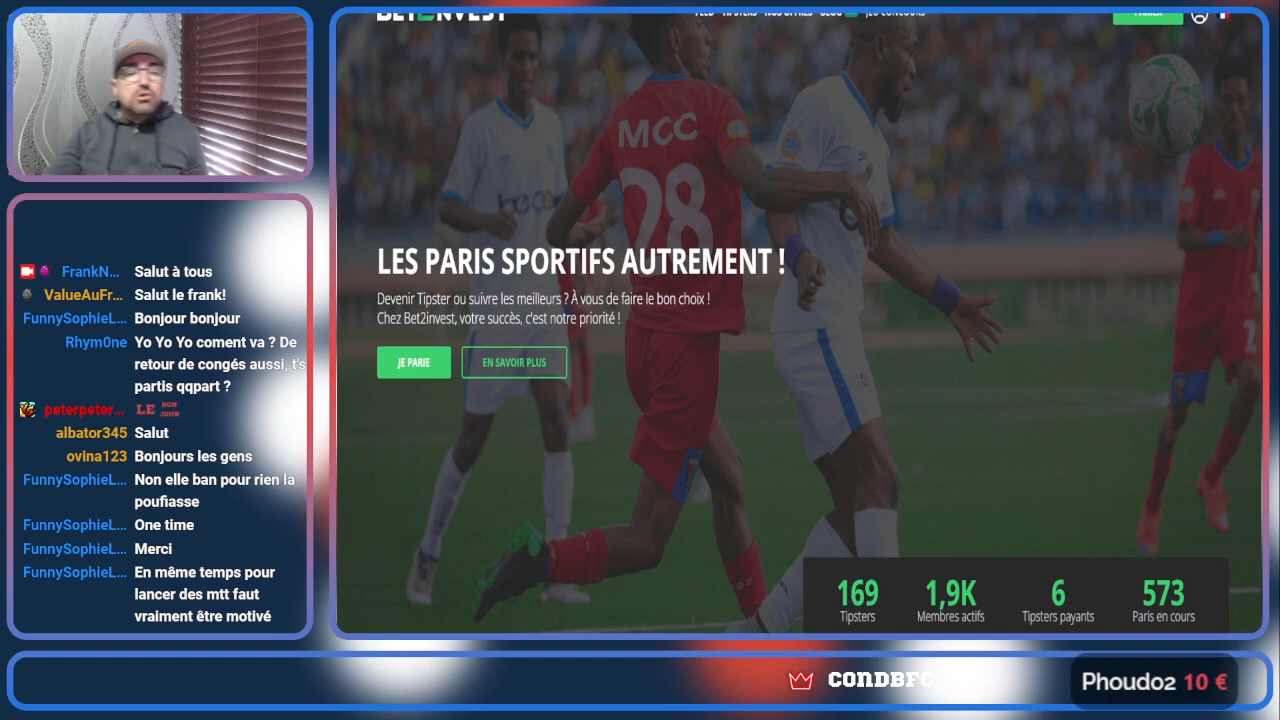 FrankN... Salut à tous
ValueAuFr... Salut le frank!
FunnySophieL... Bonjour bonjour
Rhym0ne Yo Yo Yo coment va ? De
retour de congés aussi, t's
partis qqpart ?
peterpeter... LE BON JOUR
albator345 Salut
ovina123 Bonjours les gens
FunnySophieL... Non elle ban pour rien la
poufiasse
FunnySophieL... One time
FunnySophieL... Merci
FunnySophieL... En même temps pour
lancer des mtt faut
vraiment être motivé
MCC
28
LES PARIS SPORTIFS AUTREMENT !
Devenir Tipster ou suivre les meilleurs ? À vous de faire le bon choix !
Chez Bet2invest, votre succès, c'est notre priorité !
JE PARIE EN SAVOIR PLUS
169 1,9K 6 573
Tipsters Membres actifs Tipsters payants Paris en cours
CONDBFC
Phoudo2 10 €